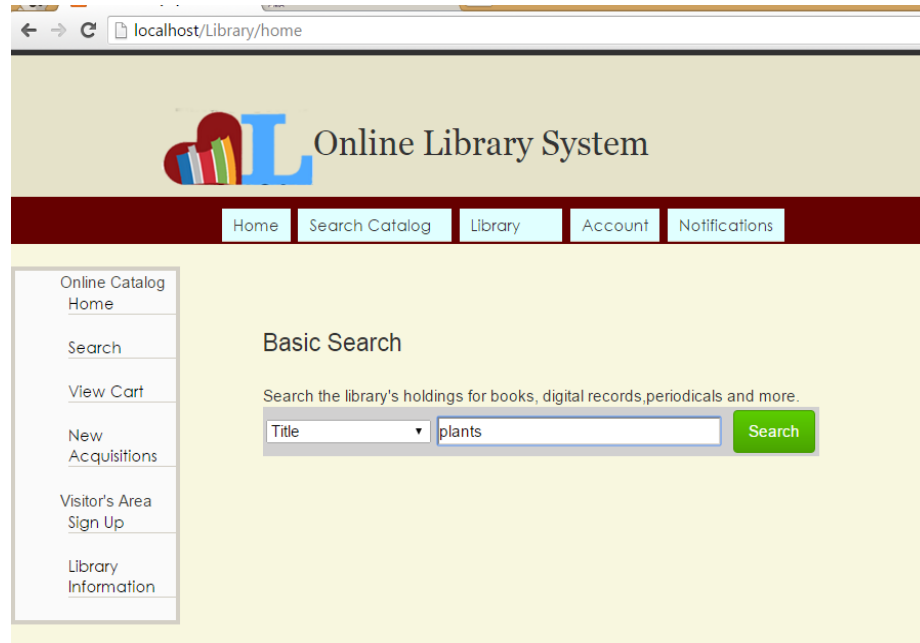 localhost/Library/home
L Online Library System
Home Search Catalog Library Account Notifications
Online Catalog
Home
Search
View Cart
New
Acquisitions
Visitor's Area
Sign Up
Library
Information
Basic Search
Search the library's holdings for books, digital records,periodicals and more.
Title plants Search